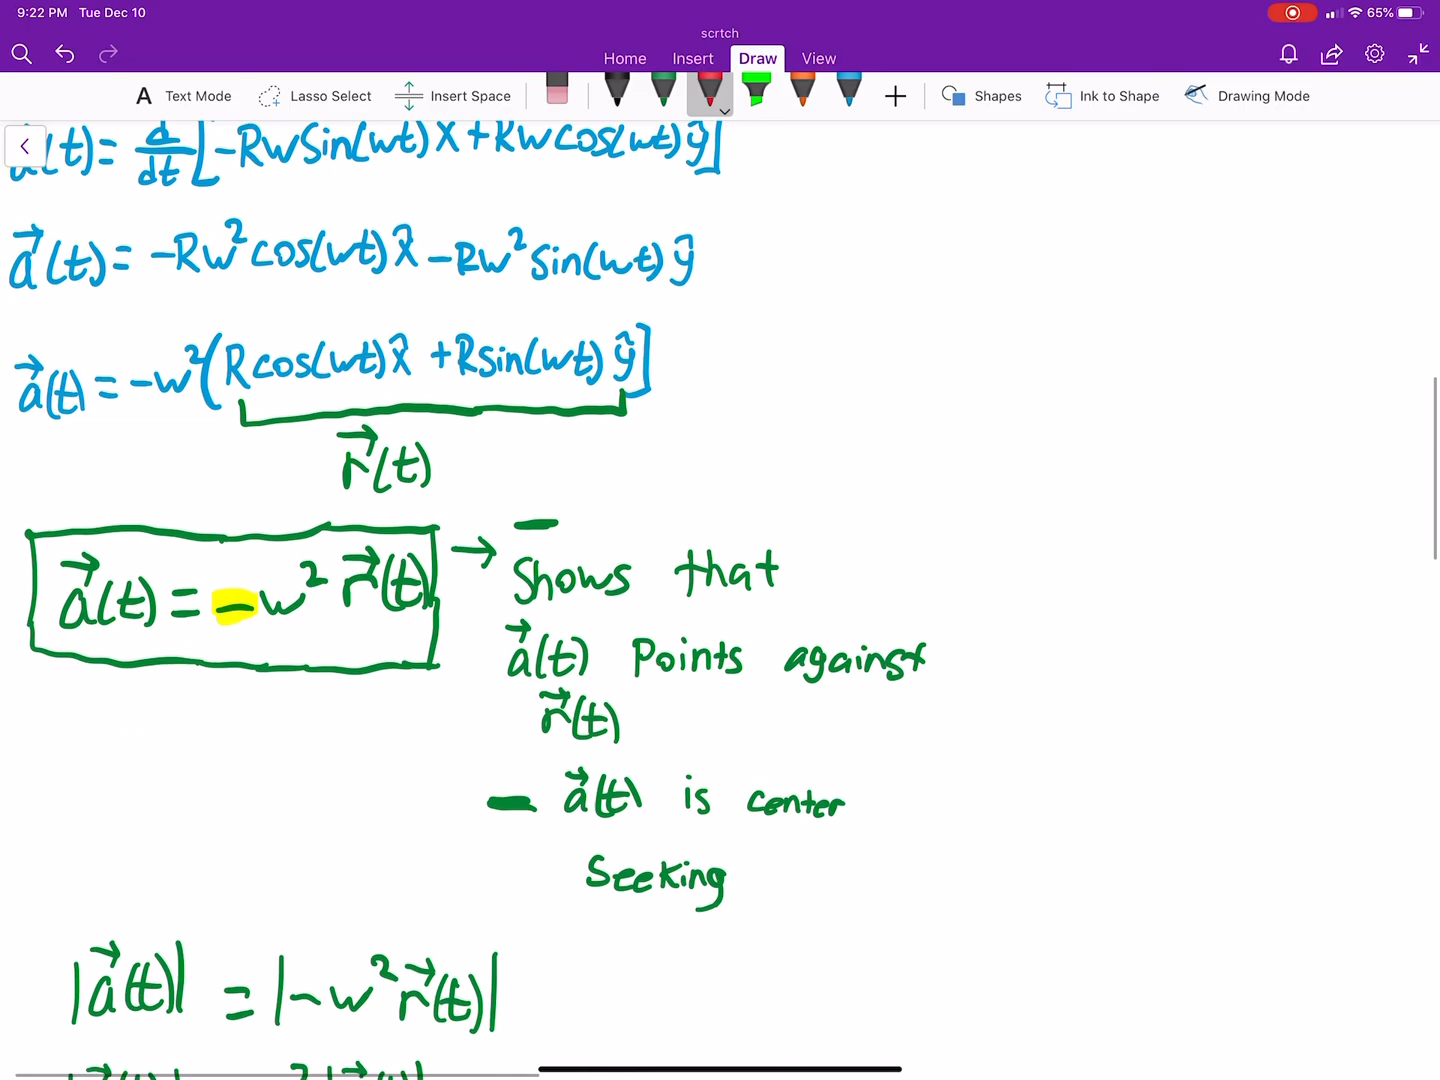 9:22 PM Tue Dec 10
65%
scrtch
Home Insert Draw View
A Text Mode Lasso Select Insert Space Shapes Ink to Shape Drawing Mode
(t) = d/dt [-Rw Sin(wt) x + Rw cos(wt) ŷ]
a⃗(t) = -Rw² cos(wt) x̂ - Rw² Sin(wt) ŷ
a⃗(t) = -w² (R cos(wt) x̂ + R sin(wt) ŷ]
r⃗(t)
a⃗(t) = -w² r⃗(t) → —
Shows that
a⃗(t) Points against
r⃗(t)
- a⃗(t) is center
Seeking
|a⃗(t)| = |-w² r⃗(t)|